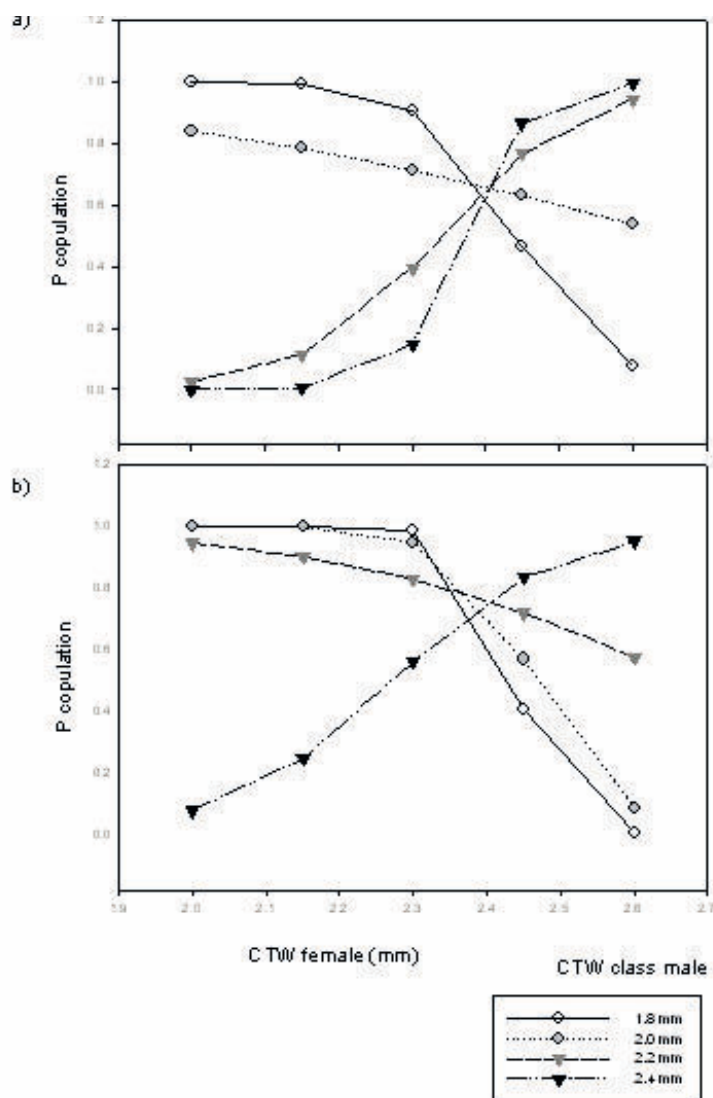 a)
1.2
1.0
0.8
0.6
0.4
0.2
0.0
P copulation
b)
1.2
1.0
0.8
0.6
0.4
0.2
0.0
P copulation
1.9 2.0 2.1 2.2 2.3 2.4 2.5 2.6 2.7
CTW female (mm)
CTW class male
1.8 mm
2.0 mm
2.2 mm
2.4 mm